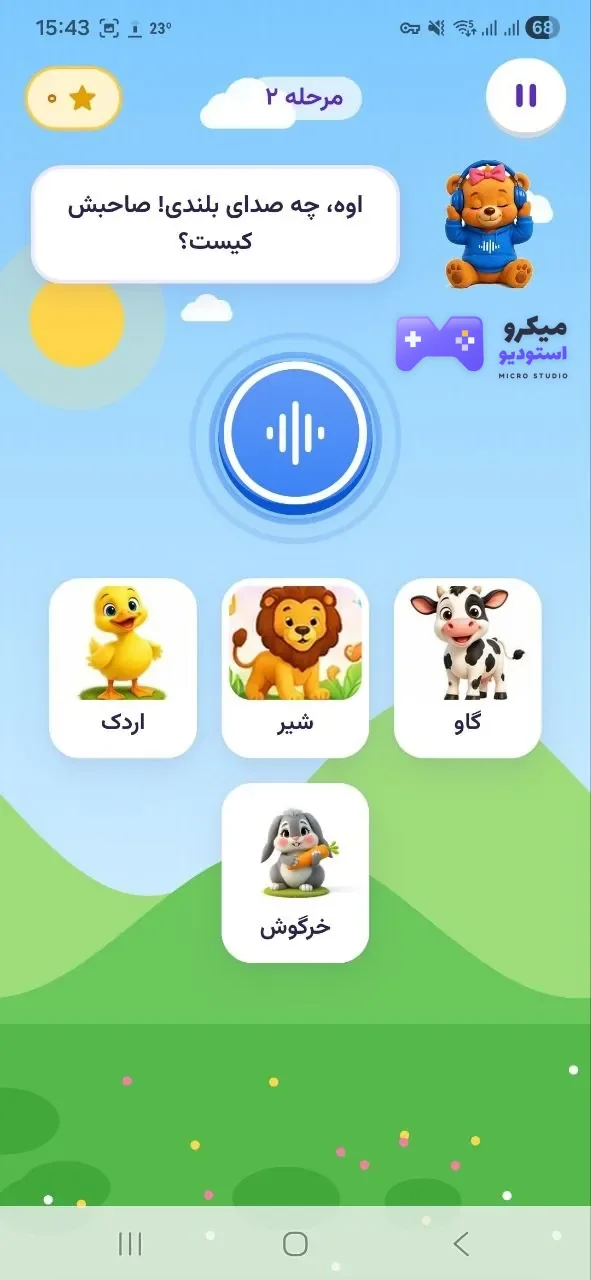 15:43 23°
68
۰
مرحله ۲
اوه، چه صدای بلندی! صاحبش
کیست؟
میکرو
استودیو
MICRO STUDIO
گاو
شیر
اردک
خرگوش